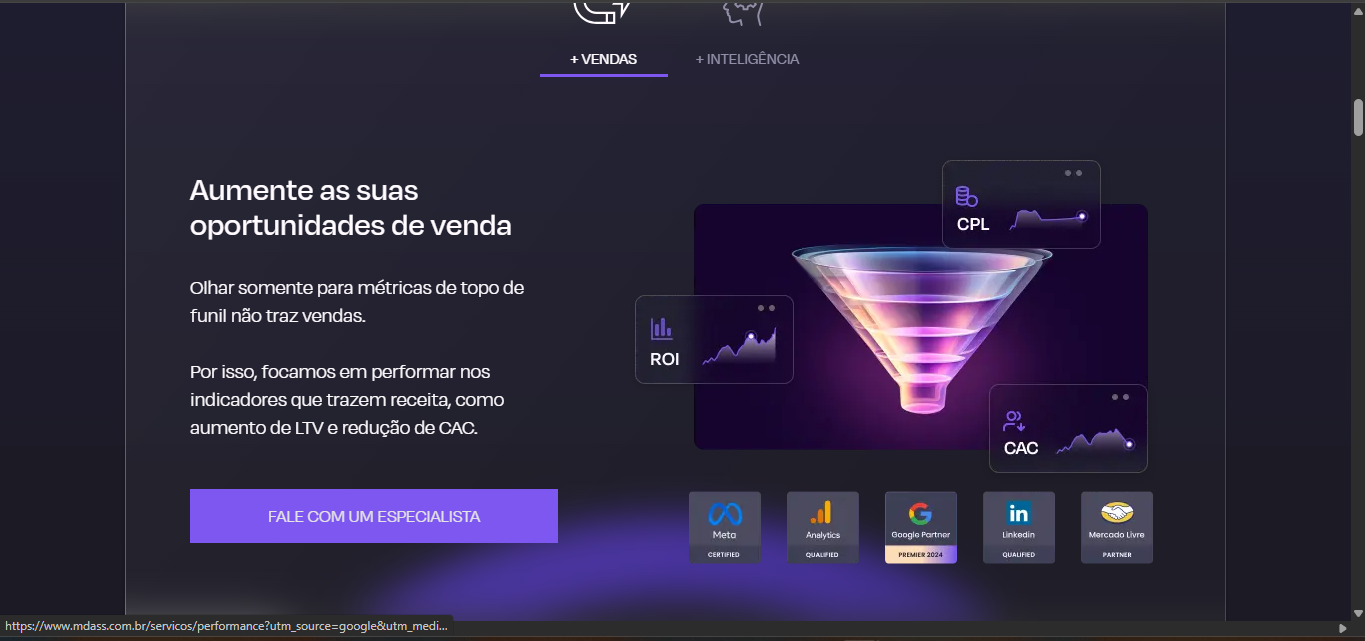 + VENDAS
+ INTELIGÊNCIA
Aumente as suas
oportunidades de venda
Olhar somente para métricas de topo de
funil não traz vendas.
Por isso, focamos em performar nos
indicadores que trazem receita, como
aumento de LTV e redução de CAC.
FALE COM UM ESPECIALISTA
CPL
ROI
CAC
Meta
CERTIFIED
Analytics
QUALIFIED
Google Partner
PREMIER 2024
in
Linkedin
QUALIFIED
Mercado Livre
PARTNER
https://www.mdass.com.br/servicos/performance?utm_source=google&utm_medi...